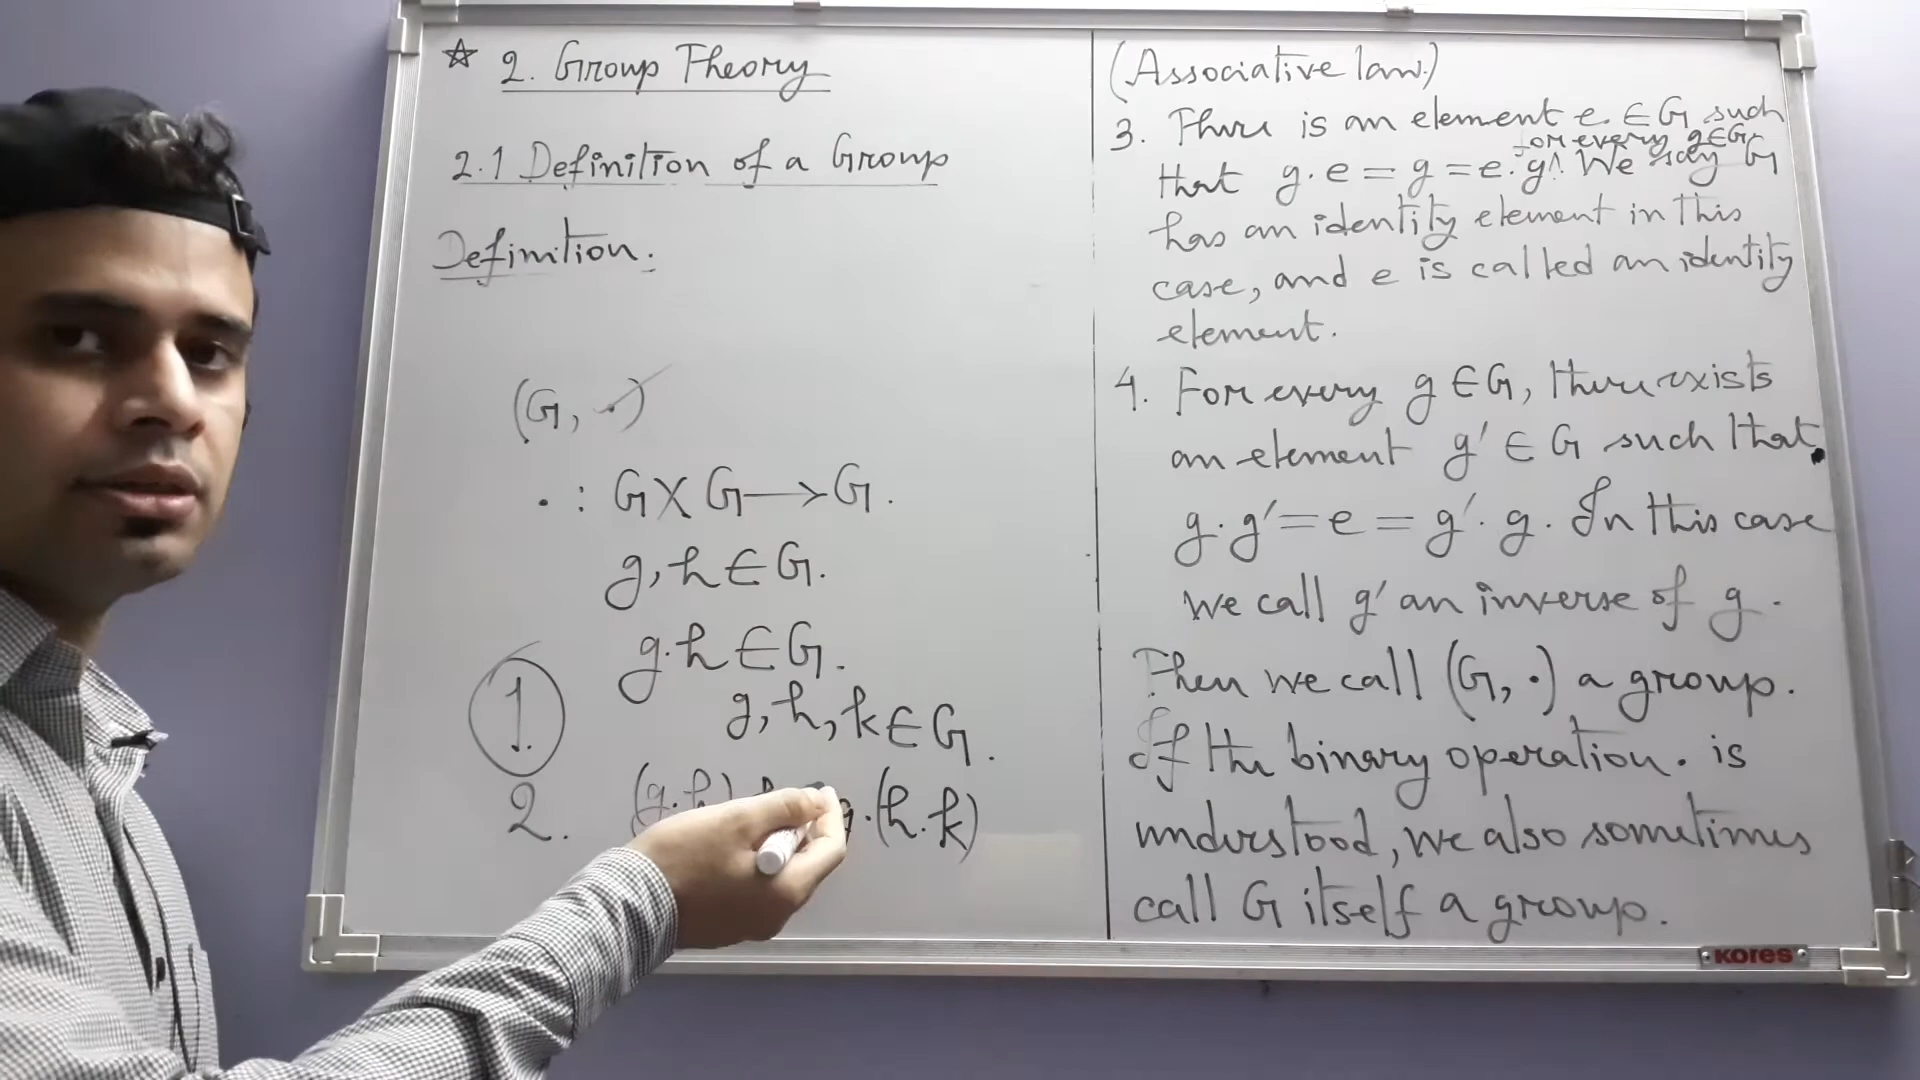 ☆ 2. Group Theory
2.1 Definition of a Group
Definition.
(G, ·)
· : G X G → G.
g, h ∈ G.
g.h ∈ G.
1.
g, h, k ∈ G.
2. (g.h) g.(h.k)
(Associative law.)
3. There is an element e ∈ G such
for every g ∈ G
that g.e = g = e.g^. We say G
has an identity element in this
case, and e is called an identity
element.
4. For every g ∈ G, there exists
an element g' ∈ G such that
g.g' = e = g'.g. In this case
we call g' an inverse of g.
Then we call (G, ·) a group.
If the binary operation . is
understood, we also sometimes
call G itself a group.
kores